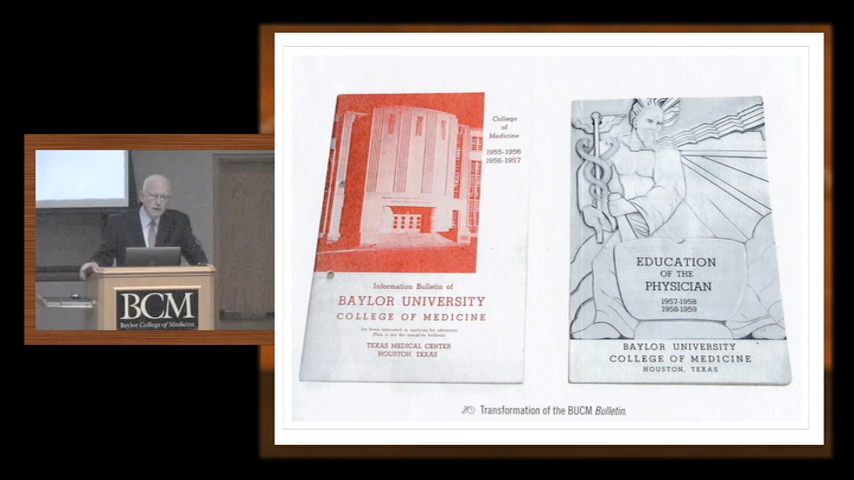 BCM
Baylor College of Medicine
College
of
Medicine
1955-1956
1956-1957
Information Bulletin of
BAYLOR UNIVERSITY
COLLEGE OF MEDICINE
TEXAS MEDICAL CENTER
HOUSTON, TEXAS
EDUCATION
OF THE
PHYSICIAN
1957-1958
1958-1959
BAYLOR UNIVERSITY
COLLEGE OF MEDICINE
HOUSTON, TEXAS
Transformation of the BUCM Bulletin.